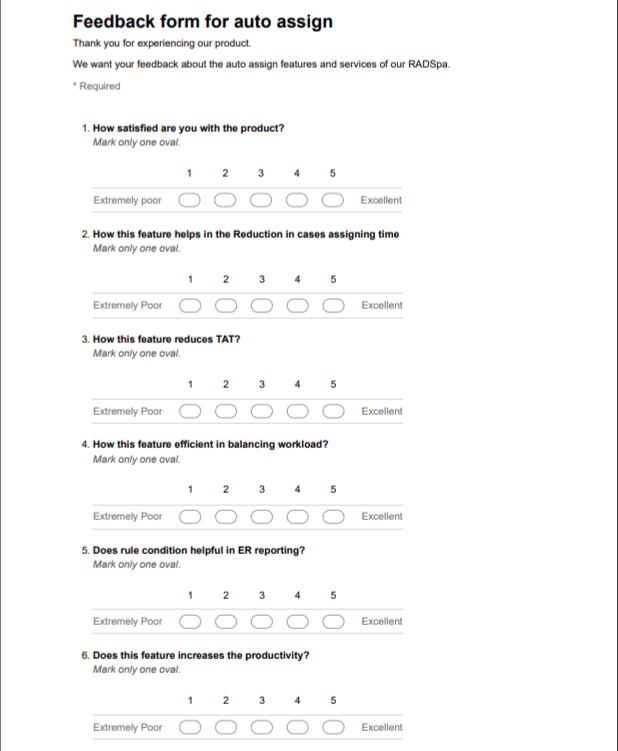 Feedback form for auto assign
Thank you for experiencing our product.
We want your feedback about the auto assign features and services of our RADSpa.
* Required
1. How satisfied are you with the product?
Mark only one oval.
1 2 3 4 5
Extremely poor Excellent
2. How this feature helps in the Reduction in cases assigning time
Mark only one oval.
1 2 3 4 5
Extremely Poor Excellent
3. How this feature reduces TAT?
Mark only one oval.
1 2 3 4 5
Extremely Poor Excellent
4. How this feature efficient in balancing workload?
Mark only one oval.
1 2 3 4 5
Extremely Poor Excellent
5. Does rule condition helpful in ER reporting?
Mark only one oval.
1 2 3 4 5
Extremely Poor Excellent
6. Does this feature increases the productivity?
Mark only one oval.
1 2 3 4 5
Extremely Poor Excellent